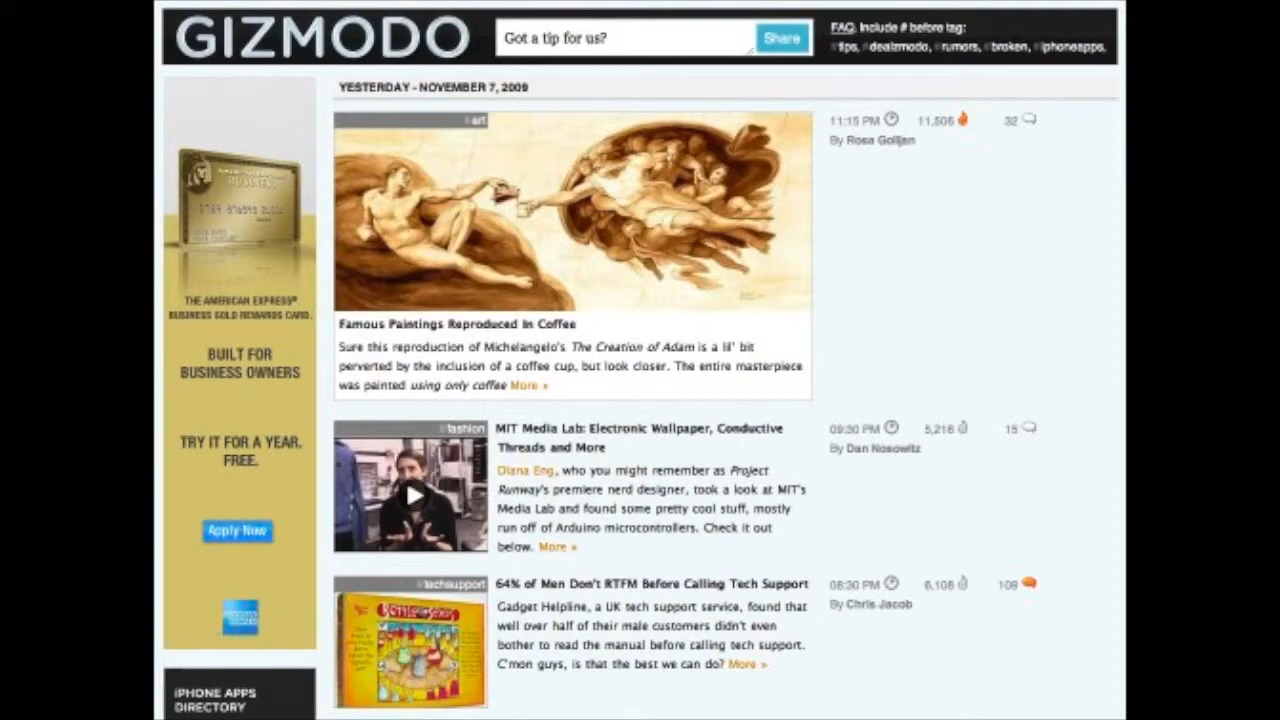 GIZMODO
Got a tip for us?
Share
FAQ: Include # before tag:
#tips, #dealzmodo, #rumors, #broken, #iphoneapps,
YESTERDAY - NOVEMBER 7, 2009
#art
11:15 PM 11,506 32
By Rosa Golijan
BUSINESS
THE AMERICAN EXPRESS®
BUSINESS GOLD REWARDS CARD.
BUILT FOR
BUSINESS OWNERS
TRY IT FOR A YEAR.
FREE.
Apply Now
Famous Paintings Reproduced In Coffee
Sure this reproduction of Michelangelo's The Creation of Adam is a lil' bit
perverted by the inclusion of a coffee cup, but look closer. The entire masterpiece
was painted using only coffee More »
#fashion
MIT Media Lab: Electronic Wallpaper, Conductive
Threads and More
Diana Eng, who you might remember as Project
Runway's premiere nerd designer, took a look at MIT's
Media Lab and found some pretty cool stuff, mostly
run off of Arduino microcontrollers. Check it out
below. More »
09:30 PM 5,216 15
By Dan Nosowitz
#techsupport
64% of Men Don't RTFM Before Calling Tech Support
Gadget Helpline, a UK tech support service, found that
well over half of their male customers didn't even
bother to read the manual before calling tech support.
C'mon guys, is that the best we can do? More »
08:30 PM 6,108 109
By Chris Jacob
iPHONE APPS
DIRECTORY